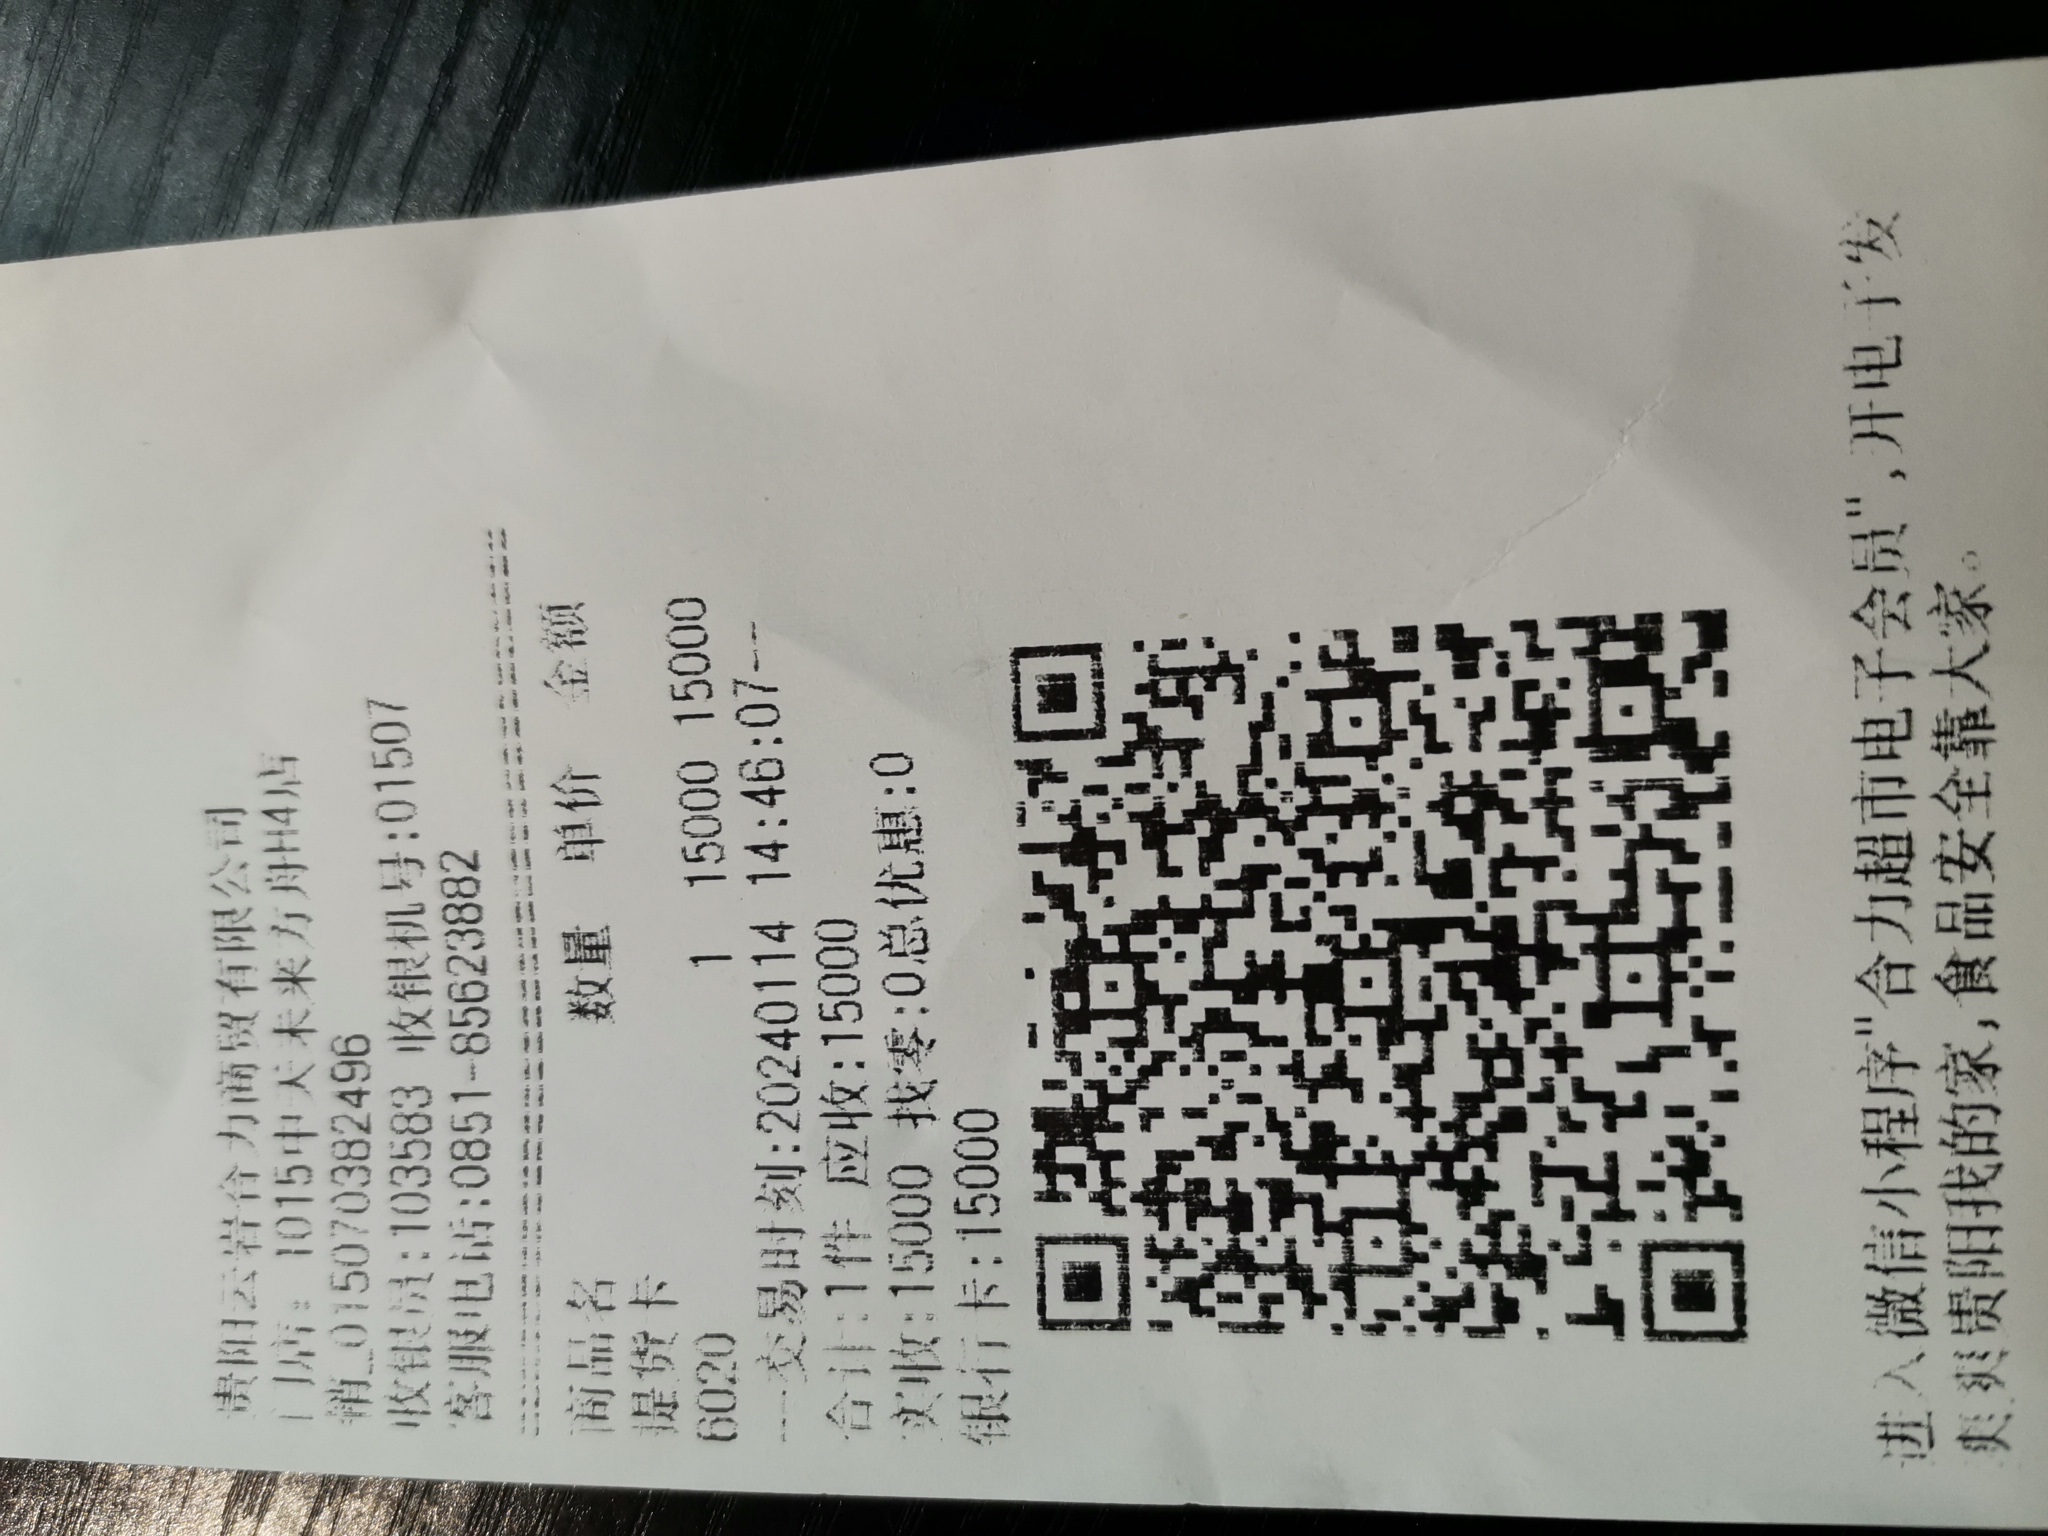 贵阳云岩合力商贸有限公司
门店: 1015中天未来方舟H4店
销_0150703824​96
收银员:103583 收银机号:01507
客服电话:0851-85623882
商品名 数量 单价 金额
提货卡
6020 1 15000 15000
---交易时刻:20240114 14:46:07---
合计:1件 应收:15000
实收:15000 找零:0总优惠:0
银行卡:15000
进入微信小程序"合力超市电子会员",开电子发
爽爽贵阳我的家,食品安全靠大家。